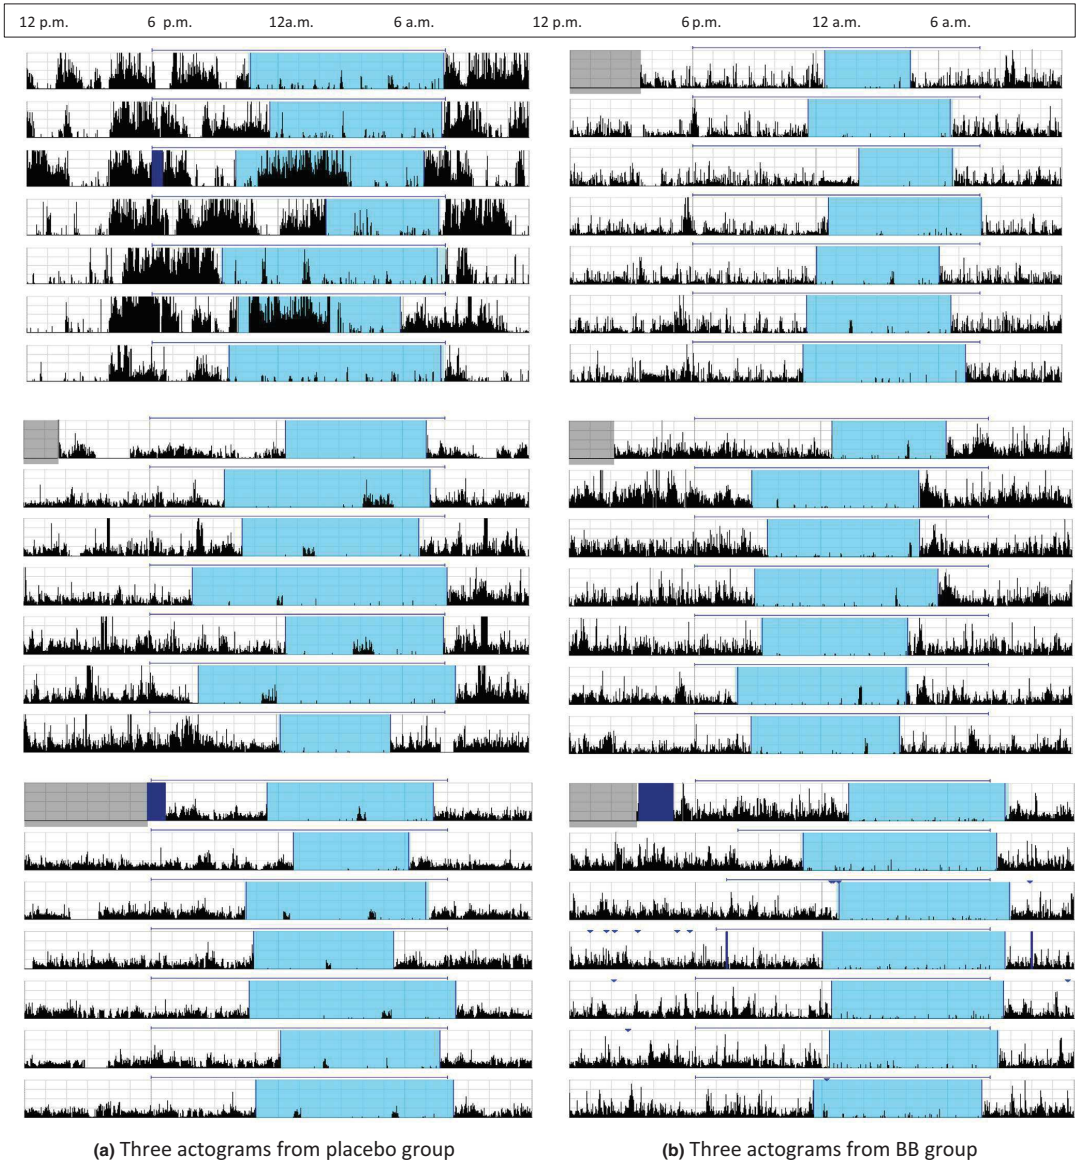 12 p.m. 6 p.m. 12a.m. 6 a.m. 12 p.m. 6 p.m. 12 a.m. 6 a.m.
(a) Three actograms from placebo group (b) Three actograms from BB group